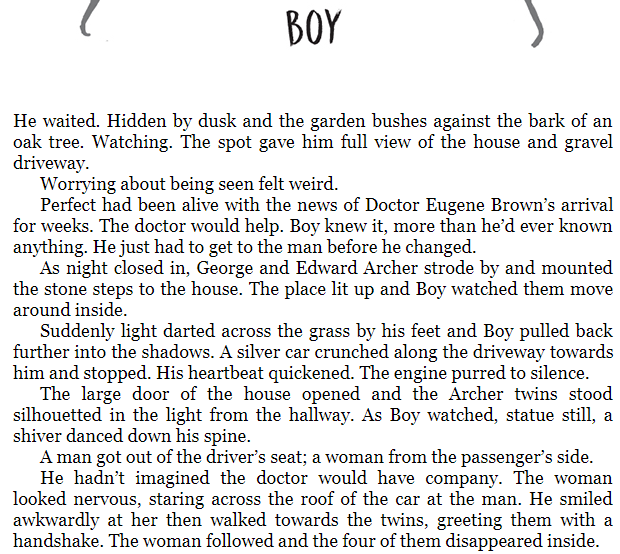 BOY
He waited. Hidden by dusk and the garden bushes against the bark of an
oak tree. Watching. The spot gave him full view of the house and gravel
driveway.
Worrying about being seen felt weird.
Perfect had been alive with the news of Doctor Eugene Brown’s arrival
for weeks. The doctor would help. Boy knew it, more than he’d ever known
anything. He just had to get to the man before he changed.
As night closed in, George and Edward Archer strode by and mounted
the stone steps to the house. The place lit up and Boy watched them move
around inside.
Suddenly light darted across the grass by his feet and Boy pulled back
further into the shadows. A silver car crunched along the driveway towards
him and stopped. His heartbeat quickened. The engine purred to silence.
The large door of the house opened and the Archer twins stood
silhouetted in the light from the hallway. As Boy watched, statue still, a
shiver danced down his spine.
A man got out of the driver’s seat; a woman from the passenger’s side.
He hadn’t imagined the doctor would have company. The woman
looked nervous, staring across the roof of the car at the man. He smiled
awkwardly at her then walked towards the twins, greeting them with a
handshake. The woman followed and the four of them disappeared inside.